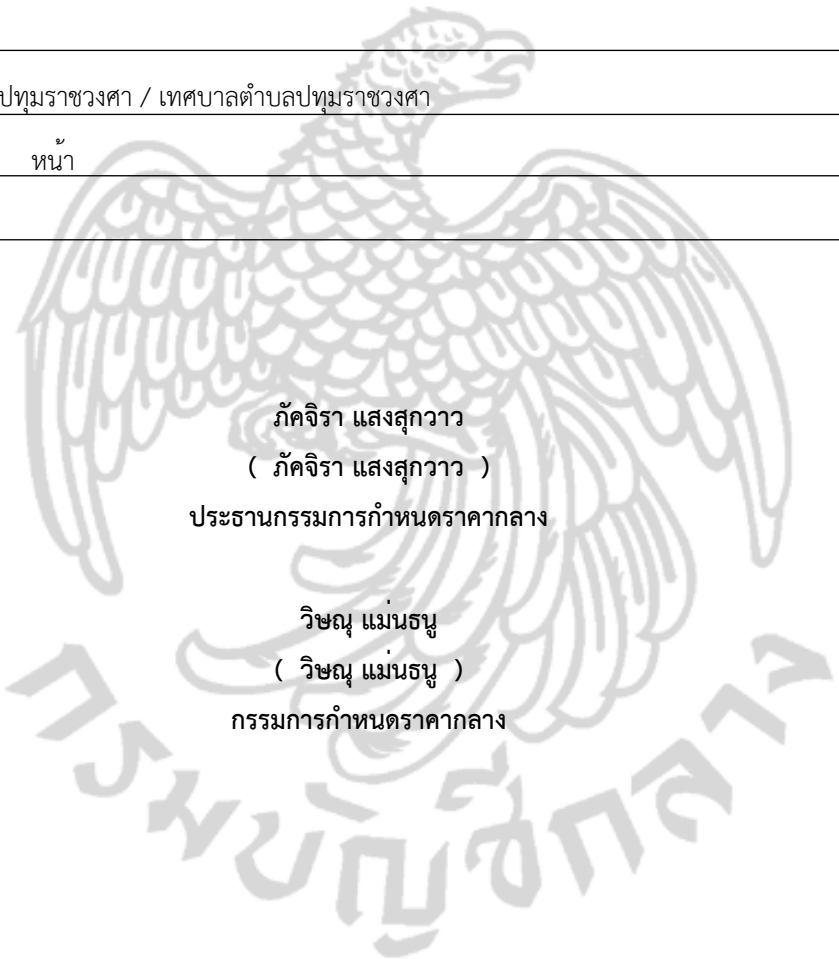 ปทุมราชวงศา / เทศบาลตำบลปทุมราชวงศา
หน้า
ภัคจิรา แสงสุกวาว
( ภัคจิรา แสงสุกวาว )
ประธานกรรมการกำหนดราคากลาง
วิษณุ แม่นธนู
( วิษณุ แม่นธนู )
กรรมการกำหนดราคากลาง
กรมบัญชีกลาง